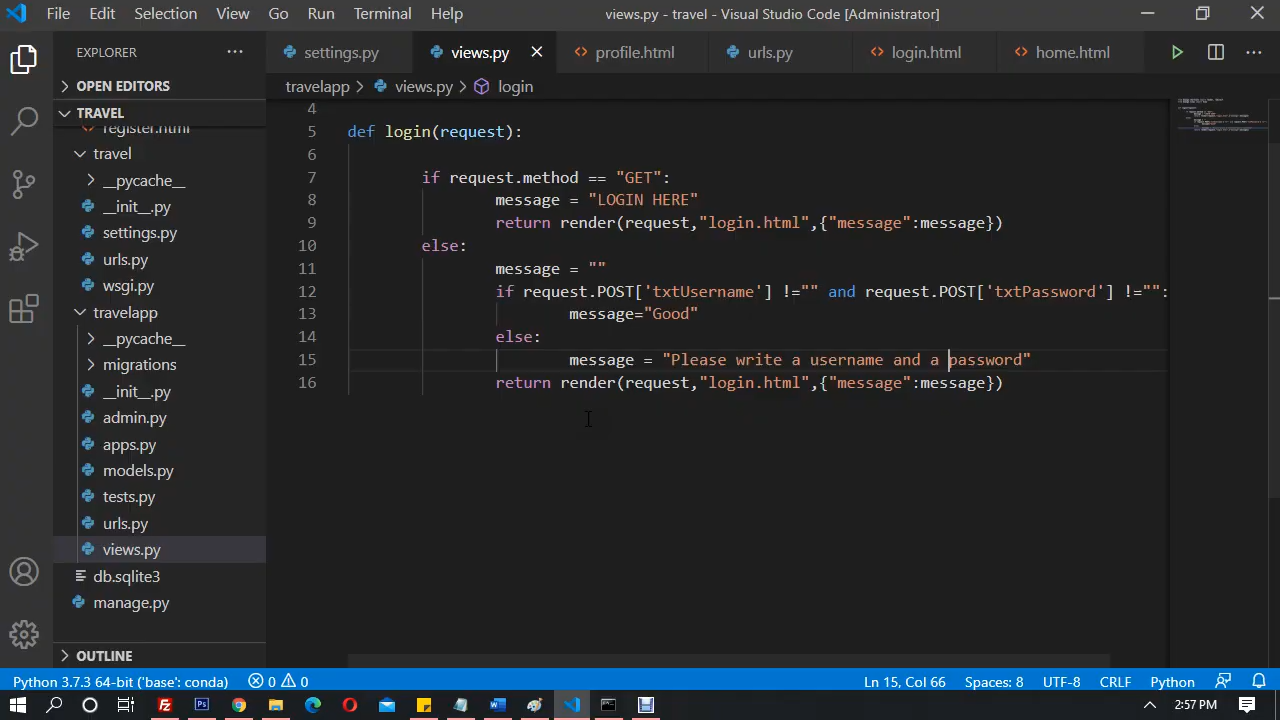 File Edit Selection View Go Run Terminal Help views.py - travel - Visual Studio Code [Administrator]
EXPLORER
settings.py views.py profile.html urls.py login.html home.html
OPEN EDITORS
travelapp > views.py > login
TRAVEL
register.html
travel
__pycache__
__init__.py
settings.py
urls.py
wsgi.py
travelapp
__pycache__
migrations
__init__.py
admin.py
apps.py
models.py
tests.py
urls.py
views.py
db.sqlite3
manage.py
OUTLINE
4
5 def login(request):
6
7 if request.method == "GET":
8 message = "LOGIN HERE"
9 return render(request,"login.html",{"message":message})
10 else:
11 message = ""
12 if request.POST['txtUsername'] !="" and request.POST['txtPassword'] !="":
13 message="Good"
14 else:
15 message = "Please write a username and a password"
16 return render(request,"login.html",{"message":message})
Python 3.7.3 64-bit ('base': conda) 0 0 Ln 15, Col 66 Spaces: 8 UTF-8 CRLF Python
2:57 PM